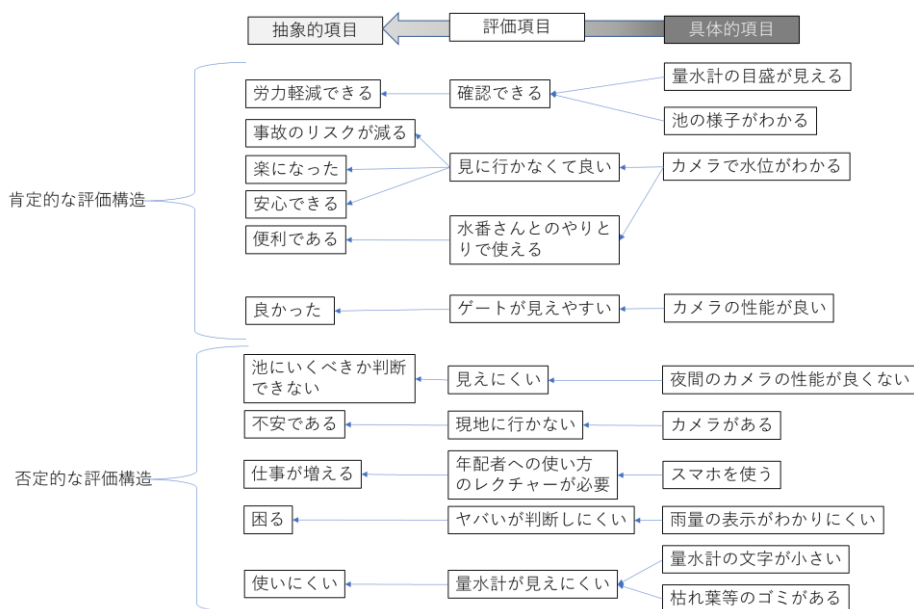 抽象的項目 評価項目 具体的項目
肯定的な評価構造
労力軽減できる 確認できる 量水計の目盛が見える
池の様子がわかる
事故のリスクが減る
楽になった 見に行かなくて良い カメラで水位がわかる
安心できる
便利である 水番さんとのやりと
りで使える
良かった ゲートが見えやすい カメラの性能が良い
否定的な評価構造
池にいくべきか判断
できない 見えにくい 夜間のカメラの性能が良くない
不安である 現地に行かない カメラがある
仕事が増える 年配者への使い方
のレクチャーが必要 スマホを使う
困る ヤバいが判断しにくい 雨量の表示がわかりにくい
使いにくい 量水計が見えにくい 量水計の文字が小さい
枯れ葉等のゴミがある